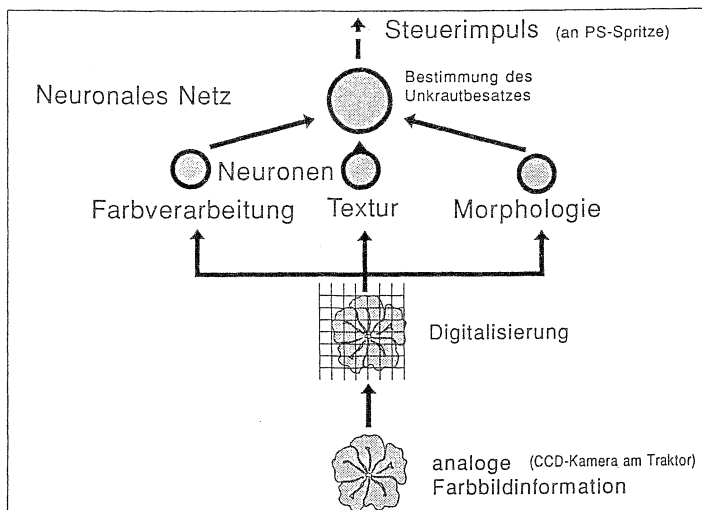 Steuerimpuls (an PS-Spritze)
Neuronales Netz
Bestimmung des
Unkrautbesatzes
Neuronen
Farbverarbeitung Textur Morphologie
Digitalisierung
analoge (CCD-Kamera am Traktor)
Farbbildinformation